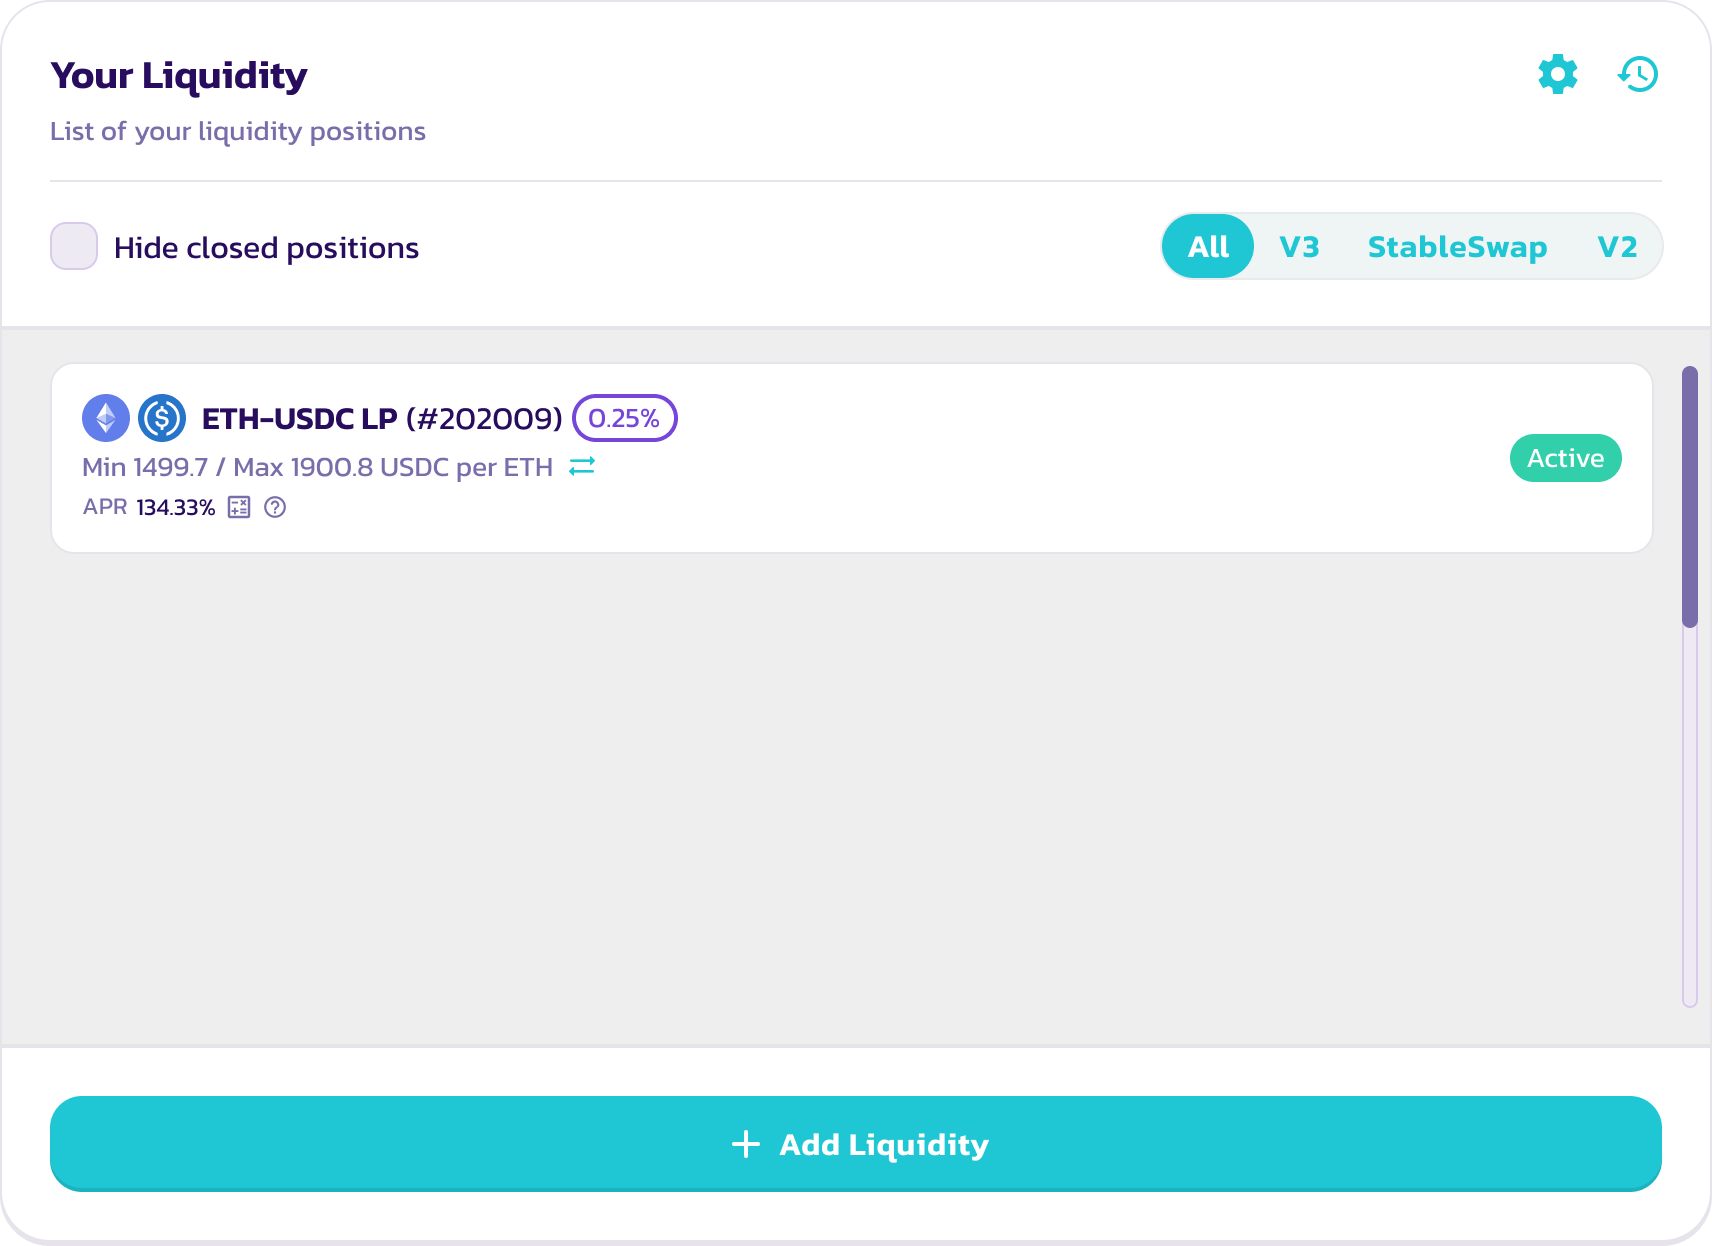 Your Liquidity
List of your liquidity positions
Hide closed positions
All V3 StableSwap V2
ETH-USDC LP (#202009) 0.25%
Min 1499.7 / Max 1900.8 USDC per ETH
Active
APR 134.33%
Add Liquidity